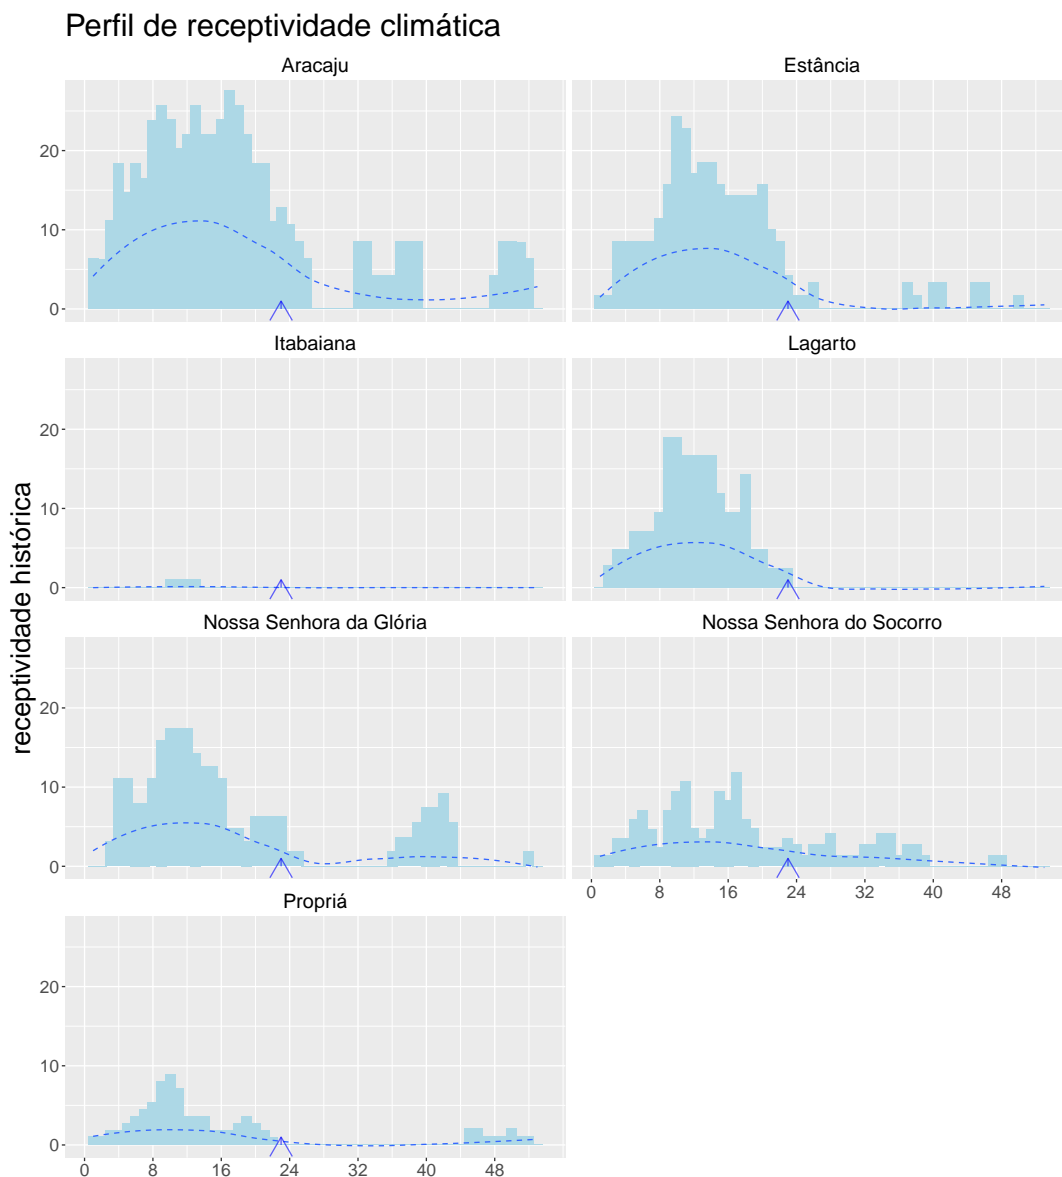 Perfil de receptividade climática
Aracaju
Estância
20
10
0
Itabaiana
Lagarto
20
10
0
receptividade histórica
Nossa Senhora da Glória
Nossa Senhora do Socorro
20
10
0
0 8 16 24 32 40 48
Propriá
20
10
0
0 8 16 24 32 40 48